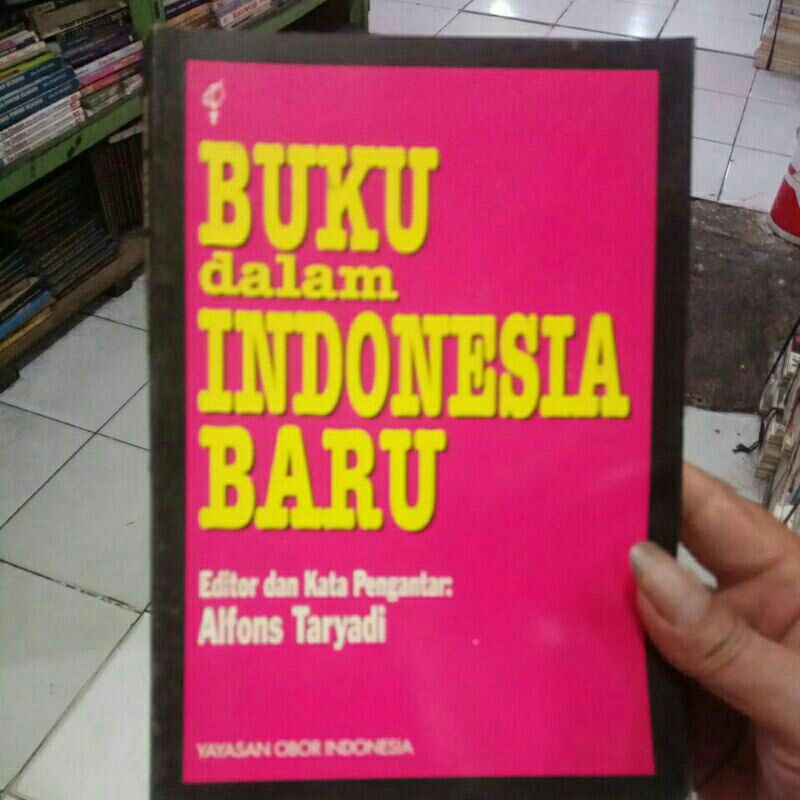 BUKU
dalam
INDONESIA
BARU
Editor dan Kata Pengantar:
Alfons Taryadi
YAYASAN OBOR INDONESIA